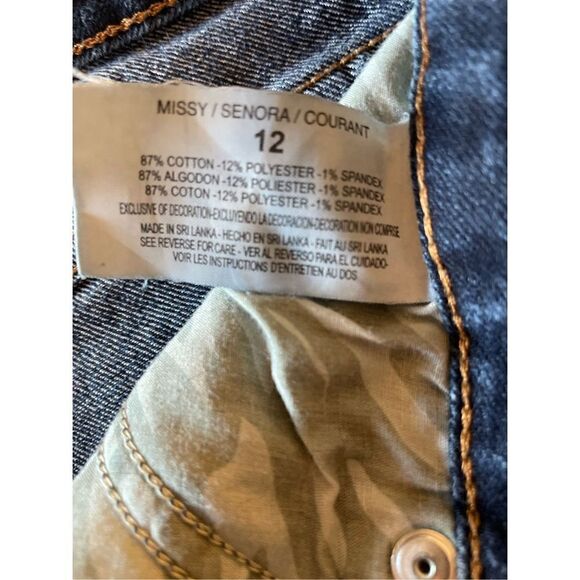 MISSY / SENORA / COURANT
12
87% COTTON -12% POLYESTER -1% SPANDEX
87% ALGODON -12% POLIESTER -1% SPANDEX
87% COTON -12% POLYESTER -1% SPANDEX
EXCLUSIVE OF DECORATION-EXCLUYENDO LA DECORACION-DECORATION NON COMPRISE
MADE IN SRI LANKA - HECHO EN SRI LANKA - FAIT AU SRI LANKA
SEE REVERSE FOR CARE - VER AL REVERSO PARA EL CUIDADO-
VOIR LES INSTRUCTIONS D'ENTRETIEN AU DOS